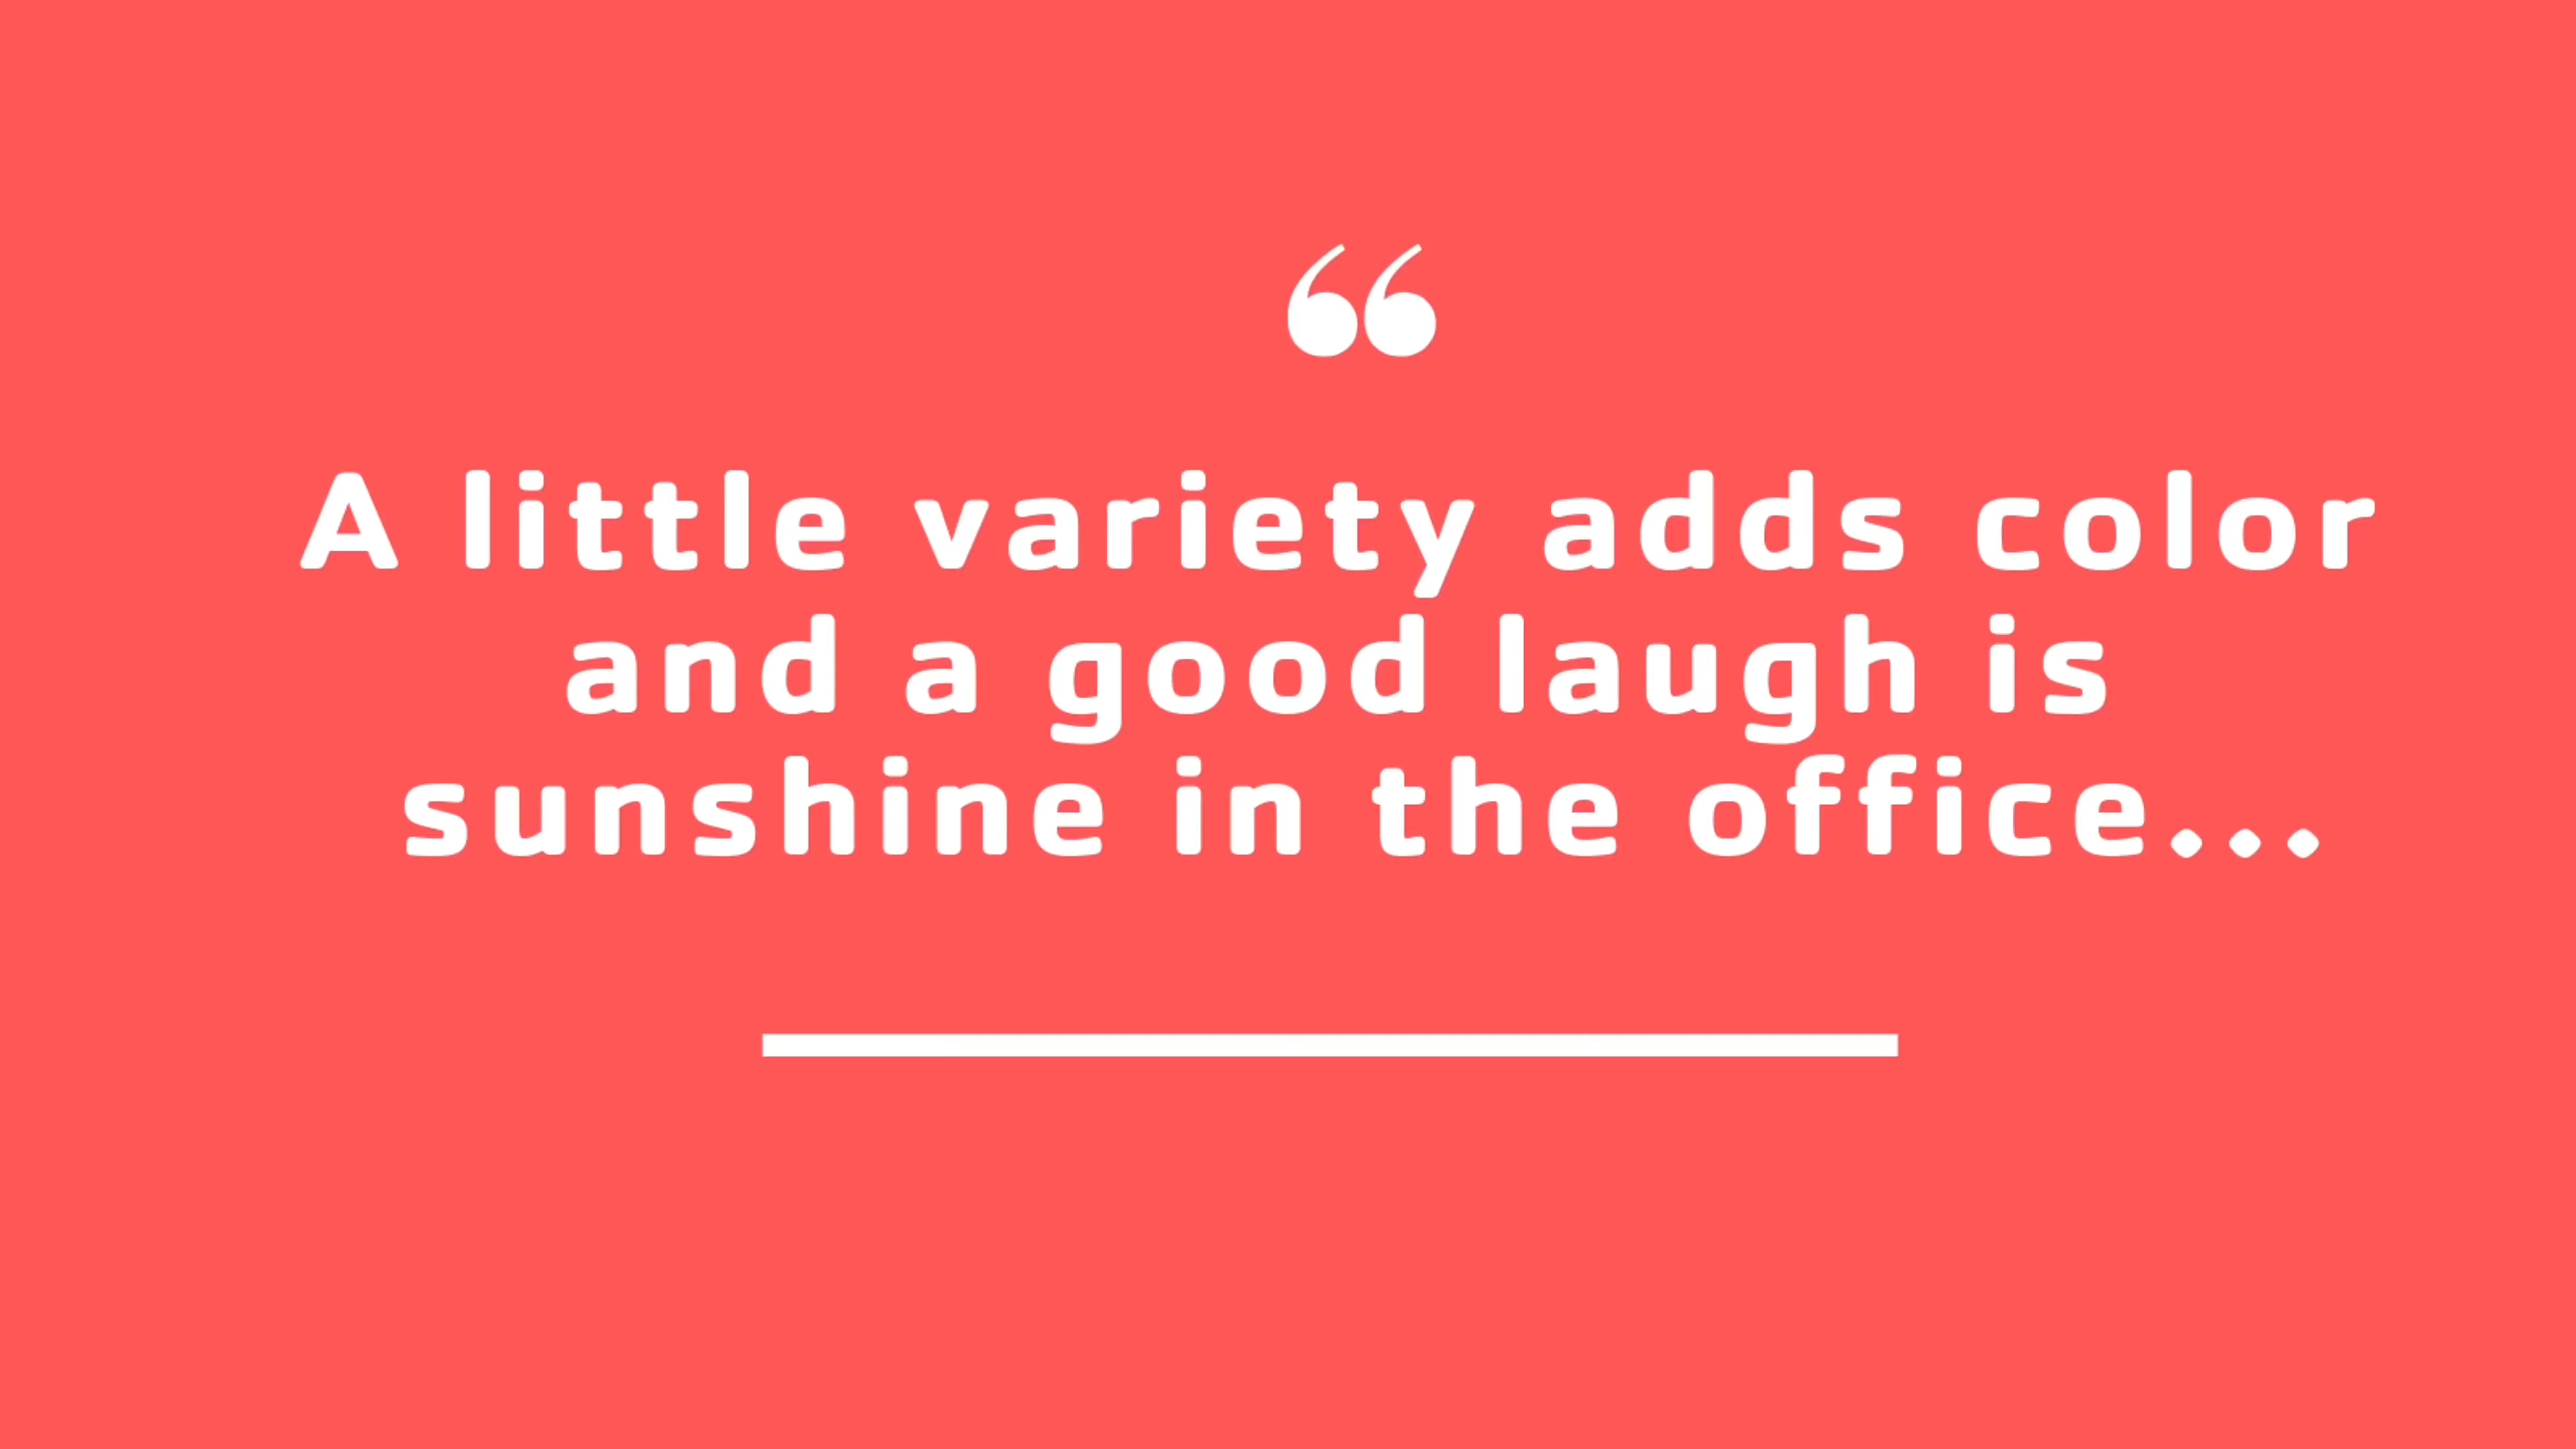 “
A little variety adds color
and a good laugh is
sunshine in the office...